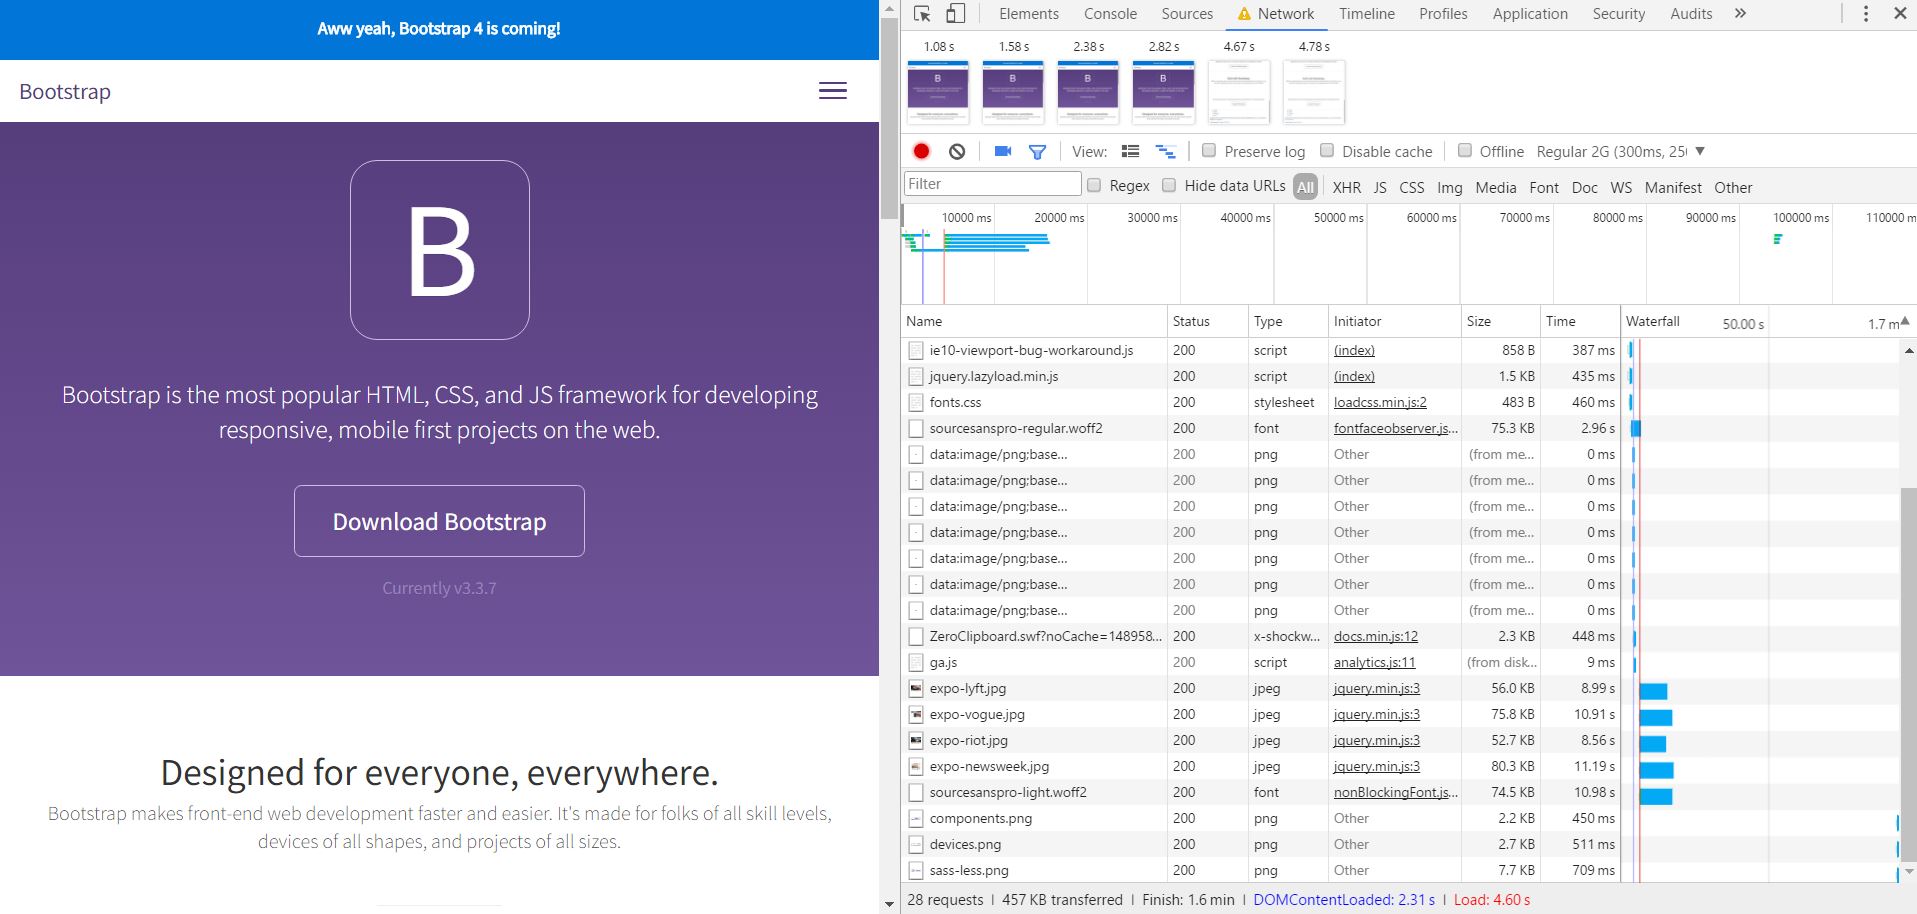 Aww yeah, Bootstrap 4 is coming!
Bootstrap
B
Bootstrap is the most popular HTML, CSS, and JS framework for developing
responsive, mobile first projects on the web.
Download Bootstrap
Currently v3.3.7
Designed for everyone, everywhere.
Bootstrap makes front-end web development faster and easier. It's made for folks of all skill levels,
devices of all shapes, and projects of all sizes.
Elements Console Sources Network Timeline Profiles Application Security Audits »
1.08 s 1.58 s 2.38 s 2.82 s 4.67 s 4.78 s
View: Preserve log Disable cache Offline Regular 2G (300ms, 25
Filter Regex Hide data URLs All XHR JS CSS Img Media Font Doc WS Manifest Other
10000 ms 20000 ms 30000 ms 40000 ms 50000 ms 60000 ms 70000 ms 80000 ms 90000 ms 100000 ms 110000 m
Name Status Type Initiator Size Time Waterfall 50.00 s 1.7 m
ie10-viewport-bug-workaround.js 200 script (index) 858 B 387 ms
jquery.lazyload.min.js 200 script (index) 1.5 KB 435 ms
fonts.css 200 stylesheet loadcss.min.js:2 483 B 460 ms
sourcesanspro-regular.woff2 200 font fontfaceobserver.js... 75.3 KB 2.96 s
data:image/png;base... 200 png Other (from me... 0 ms
data:image/png;base... 200 png Other (from me... 0 ms
data:image/png;base... 200 png Other (from me... 0 ms
data:image/png;base... 200 png Other (from me... 0 ms
data:image/png;base... 200 png Other (from me... 0 ms
data:image/png;base... 200 png Other (from me... 0 ms
data:image/png;base... 200 png Other (from me... 0 ms
ZeroClipboard.swf?noCache=148958... 200 x-shockw... docs.min.js:12 2.3 KB 448 ms
ga.js 200 script analytics.js:11 (from disk... 9 ms
expo-lyft.jpg 200 jpeg jquery.min.js:3 56.0 KB 8.99 s
expo-vogue.jpg 200 jpeg jquery.min.js:3 75.8 KB 10.91 s
expo-riot.jpg 200 jpeg jquery.min.js:3 52.7 KB 8.56 s
expo-newsweek.jpg 200 jpeg jquery.min.js:3 80.3 KB 11.19 s
sourcesanspro-light.woff2 200 font nonBlockingFont.js... 74.5 KB 10.98 s
components.png 200 png Other 2.2 KB 450 ms
devices.png 200 png Other 2.7 KB 511 ms
sass-less.png 200 png Other 7.7 KB 709 ms
28 requests | 457 KB transferred | Finish: 1.6 min | DOMContentLoaded: 2.31 s | Load: 4.60 s